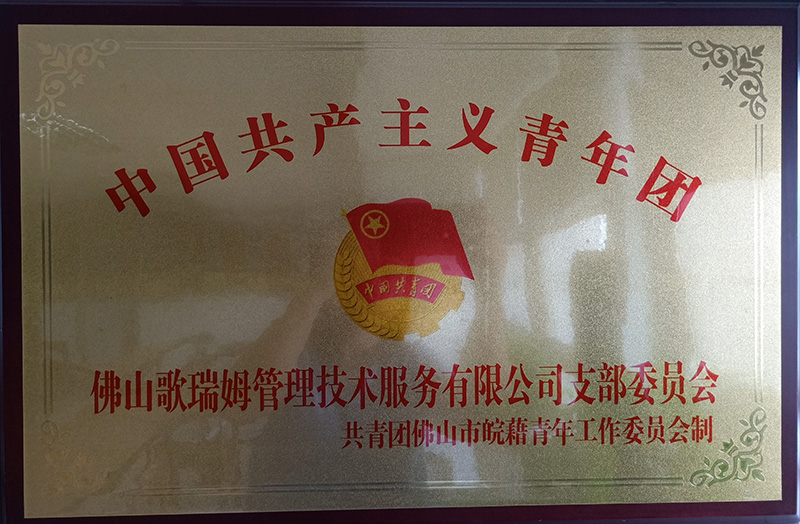 中国共产主义青年团
中国共青团
佛山歌瑞姆管理技术服务有限公司支部委员会
共青团佛山市皖藉青年工作委员会制